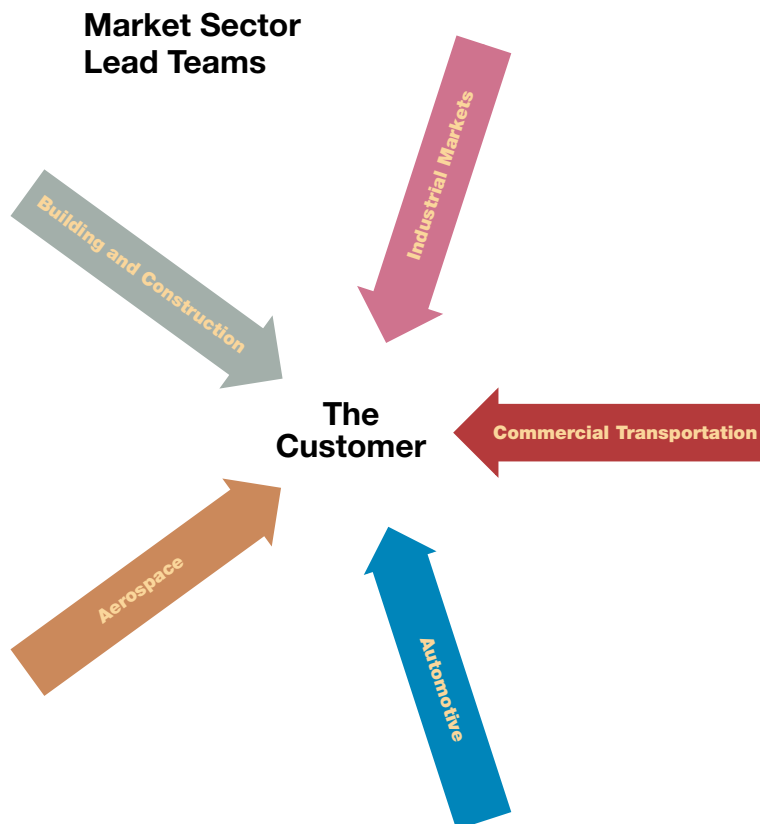 Market Sector
Lead Teams
Industrial Markets
Building and Construction
The
Customer
Commercial Transportation
Aerospace
Automotive